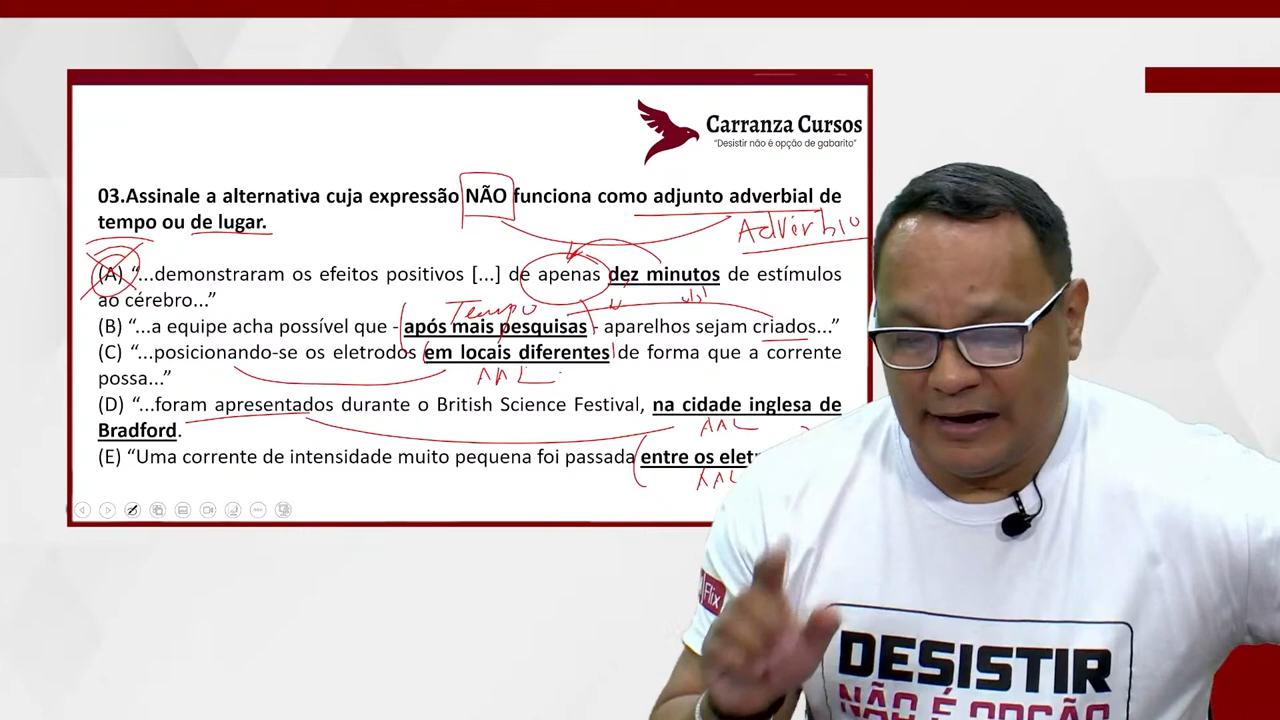 Carranza Cursos
"Desistir não é opção de gabarito"
03.Assinale a alternativa cuja expressão NÃO funciona como adjunto adverbial de
tempo ou de lugar.
Advérbio
(A) "...demonstraram os efeitos positivos [...] de apenas dez minutos de estímulos
ao cérebro..."
Tempo
(B) "...a equipe acha possível que - após mais pesquisas - aparelhos sejam criados..."
(C) "...posicionando-se os eletrodos em locais diferentes de forma que a corrente
possa..."
AAL
(D) "...foram apresentados durante o British Science Festival, na cidade inglesa de
Bradford.
AAL
(E) "Uma corrente de intensidade muito pequena foi passada entre os
AAL
Flix
DESISTIR
NÃO É OPÇÃO